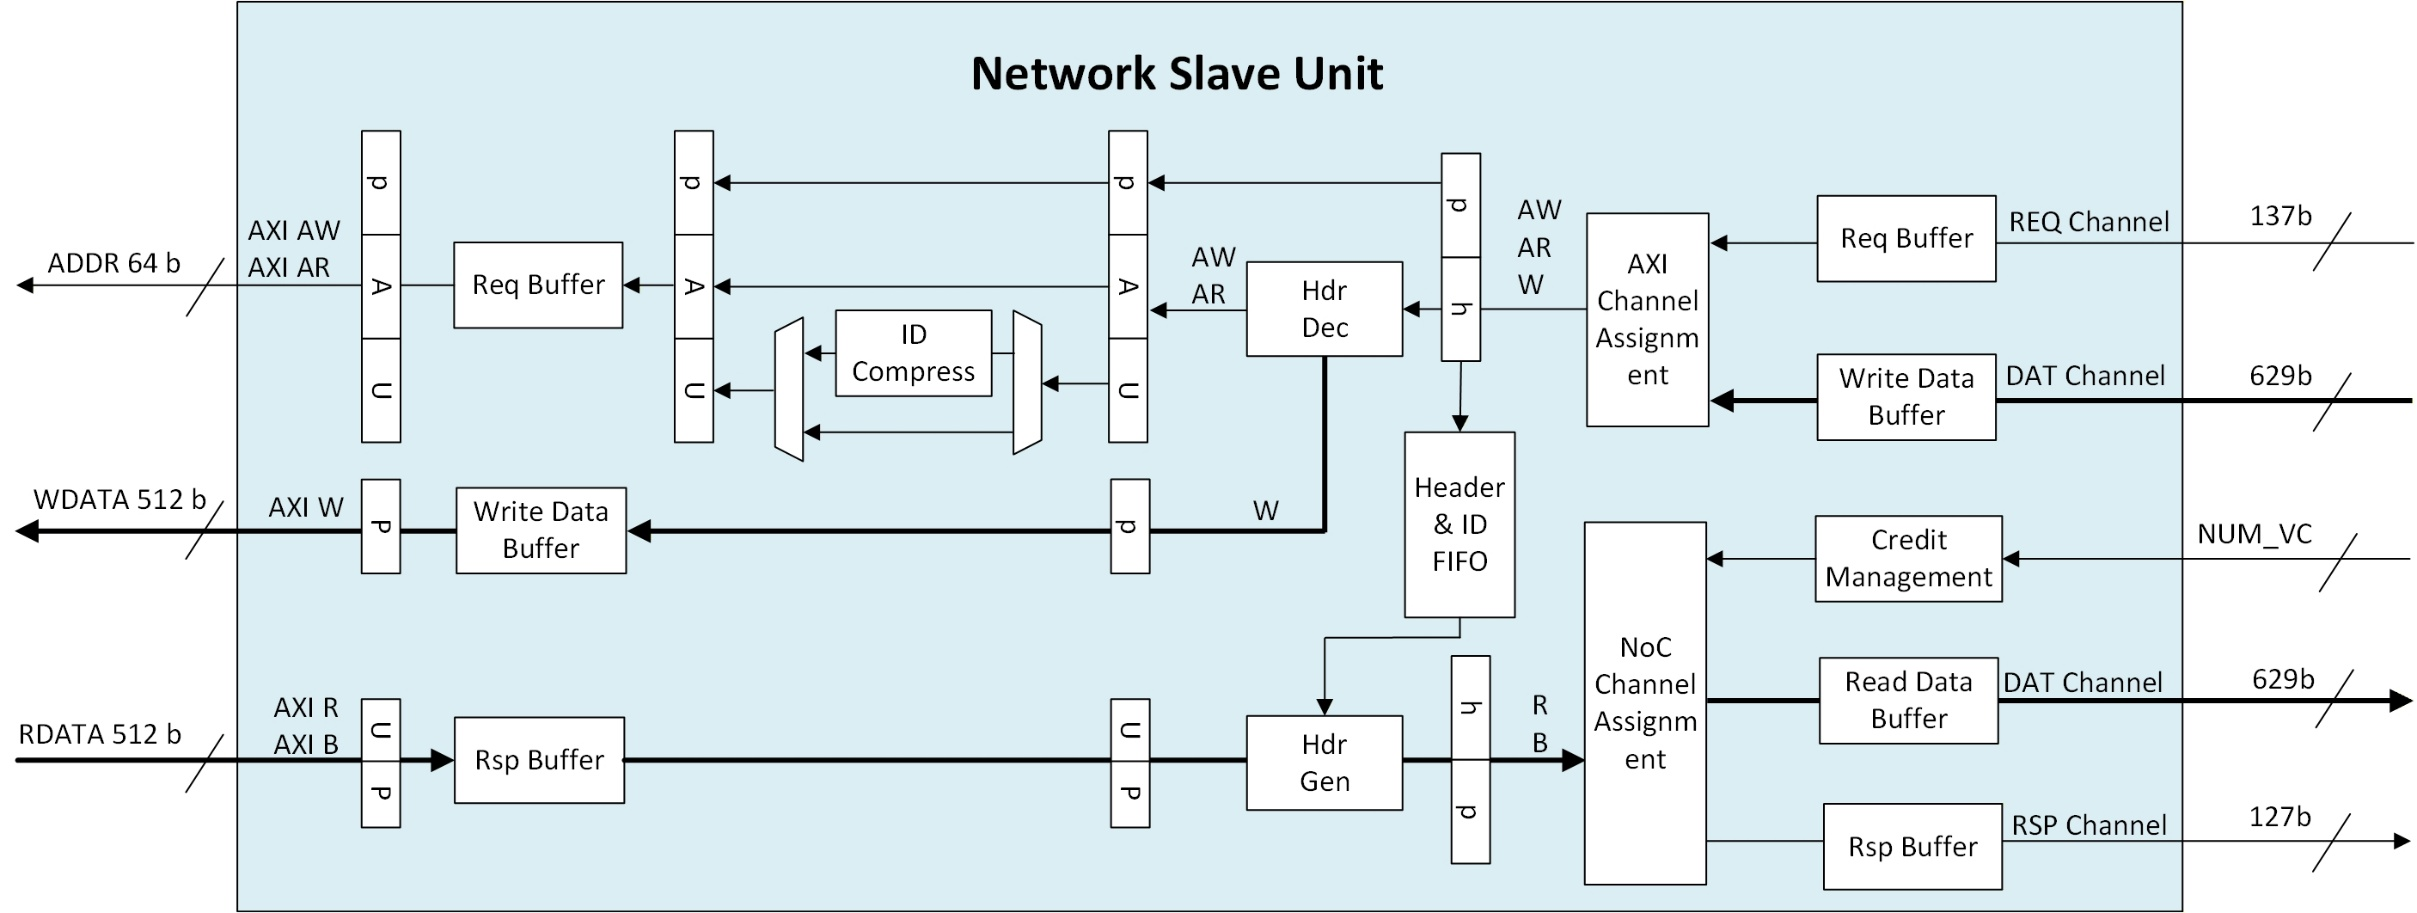 Network Slave Unit
ADDR 64 b
AXI AW
AXI AR
p
A
U
Req Buffer
p
A
U
ID
Compress
p
A
U
AW
AR
Hdr
Dec
p
h
AW
AR
W
AXI
Channel
Assignm
ent
Req Buffer
REQ Channel
137b
Write Data
Buffer
DAT Channel
629b
WDATA 512 b
AXI W
P
Write Data
Buffer
p
W
Header
& ID
FIFO
Credit
Management
NUM_VC
RDATA 512 b
AXI R
AXI B
U
P
Rsp Buffer
U
P
Hdr
Gen
h
p
R
B
NoC
Channel
Assignm
ent
Read Data
Buffer
DAT Channel
629b
Rsp Buffer
RSP Channel
127b